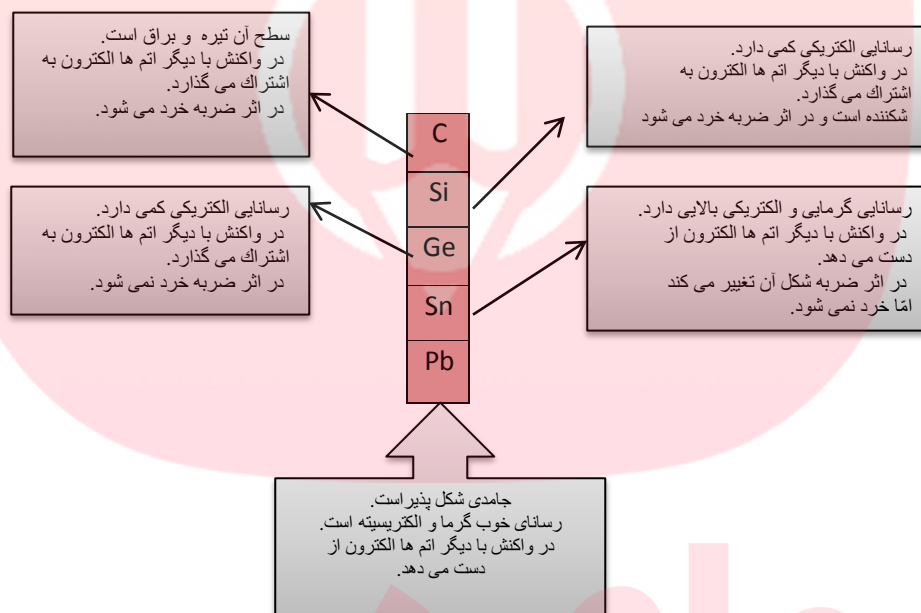 سطح آن تیره و براق است.
در واکنش با دیگر اتم ها الکترون به
اشتراك می گذارد.
در اثر ضربه خرد می شود.
رسانایی الکتریکی کمی دارد.
در واکنش با دیگر اتم ها الکترون به
اشتراك می گذارد.
شکننده است و در اثر ضربه خرد می شود
C
Si
Ge
Sn
Pb
رسانایی الکتریکی کمی دارد.
در واکنش با دیگر اتم ها الکترون به
اشتراك می گذارد.
در اثر ضربه خرد نمی شود.
رسانایی گرمایی و الکتریکی بالایی دارد.
در واکنش با دیگر اتم ها الکترون از
دست می دهد.
در اثر ضربه شکل آن تغییر می کند
امّا خرد نمی شود.
جامدی شکل پذیراست.
رسانای خوب گرما و الکتریسیته است.
در واکنش با دیگر اتم ها الکترون از
دست می دهد.